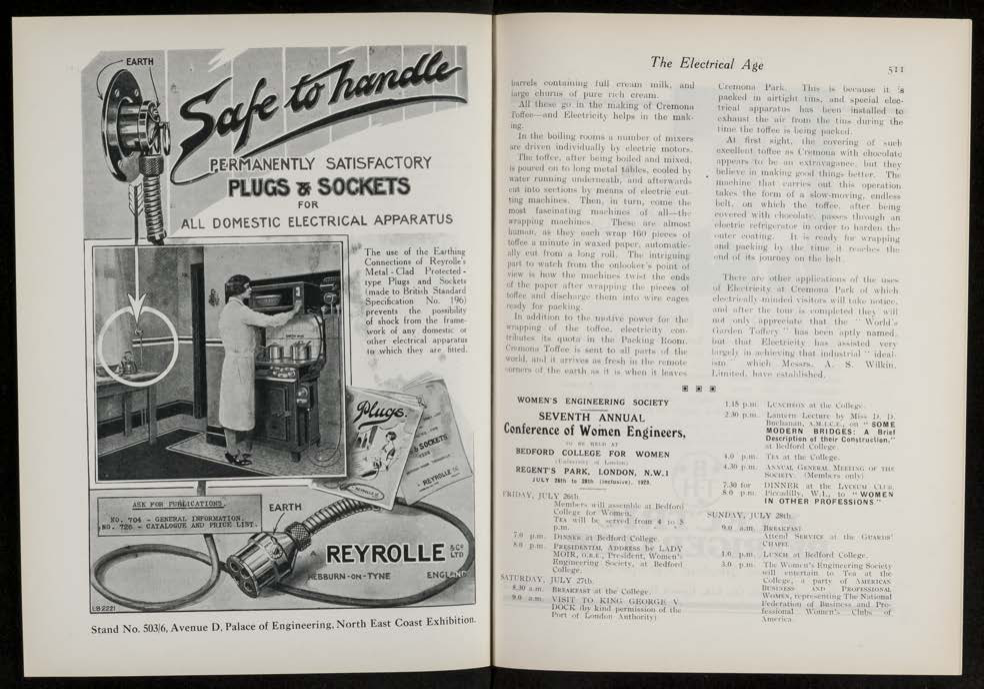 EARTH
Safe to handle
PERMANENTLY SATISFACTORY
PLUGS & SOCKETS
FOR
ALL DOMESTIC ELECTRICAL APPARATUS
The use of the Earthing
Connections of Reyrolle's
Metal-Clad Protected-
type Plugs and Sockets
(made to British Standard
Specification No. 196)
prevents the possibility
of shock from the frame-
work of any domestic or
other electrical apparatus
to which they are fitted.
Plugs.
& SOCKETS
REYROLLE
ASK FOR PUBLICATIONS
NO. 704 - GENERAL INFORMATION.
NO. 726 - CATALOGUE AND PRICE LIST.
EARTH
REYROLLE & CO LTD
HEBBURN-ON-TYNE ENGLAND
LB2221
Stand No. 503/6, Avenue D, Palace of Engineering, North East Coast Exhibition.
The Electrical Age
511
barrels containing full cream milk, and
large churns of pure rich cream.
All these go in the making of Cremona
Toffee—and Electricity helps in the mak-
ing.
In the boiling rooms a number of mixers
are driven individually by electric motors.
The toffee, after being boiled and mixed,
is poured on to long metal tables, cooled by
water running underneath, and afterwards
cut into sections by means of electric cut-
ting machines. Then, in turn, come the
most fascinating machines of all—the
wrapping machines. These are almost
human, as they each wrap 160 pieces of
toffee a minute in waxed paper, automatic-
ally cut from a long roll. The intriguing
part to watch from the onlooker's point of
view is how the machines twist the ends
of the paper after wrapping the pieces of
toffee and discharge them into wire cages
ready for packing.
In addition to the motive power for the
wrapping of the toffee, electricity con-
tributes its quota in the Packing Room.
Cremona Toffee is sent to all parts of the
world, and it arrives as fresh in the remote
corners of the earth as it is when it leaves
Cremona Park. This is because it is
packed in airtight tins, and special elec-
trical apparatus has been installed to
exhaust the air from the tins during the
time the toffee is being packed.
At first sight, the covering of such
excellent toffee as Cremona with chocolate
appears to be an extravagance, but they
believe in making good things better. The
machine that carries out this operation
takes the form of a slow-moving, endless
belt, on which the toffee, after being
covered with chocolate, passes through an
electric refrigerator in order to harden the
outer coating. It is ready for wrapping
and packing by the time it reaches the
end of its journey on the belt.
There are other applications of the uses
of Electricity at Cremona Park of which
electrically-minded visitors will take notice,
and after the tour is completed they will
not only appreciate that the "World's
Garden Toffery" has been aptly named,
but that Electricity has assisted very
largely in achieving that industrial "ideal-
ism which Messrs. A. S. Wilkin,
Limited, have established.
WOMEN'S ENGINEERING SOCIETY
SEVENTH ANNUAL
Conference of Women Engineers,
TO BE HELD AT
BEDFORD COLLEGE FOR WOMEN
(University of London)
REGENT'S PARK, LONDON, N.W.1
JULY 26th to 28th (inclusive), 1929.
FRIDAY, JULY 26th.
Members will assemble at Bedford
College for Women.
TEA will be served from 4 to 5
p.m.
7.0 p.m. DINNER at Bedford College.
8.0 p.m. PRESIDENTIAL ADDRESS by LADY
MOIR, O.B.E., President, Women's
Engineering Society, at Bedford
College.
SATURDAY, JULY 27th.
8.30 a.m. BREAKFAST at the College.
9.0 a.m. VISIT TO KING GEORGE V.
DOCK (by kind permission of the
Port of London Authority)
1.15 p.m. LUNCHEON at the College.
2.30 p.m. Lantern Lecture by Miss D. D.
Buchanan, A.M.I.C.E., on "SOME
MODERN BRIDGES: A Brief
Description of their Construction,"
at Bedford College.
4.0 p.m. TEA at the College.
4.30 p.m. ANNUAL GENERAL MEETING OF THE
SOCIETY. (Members only)
7.30 for DINNER at the LYCEUM CLUB,
8.0 p.m. Piccadilly, W.1, to "WOMEN
IN OTHER PROFESSIONS"
SUNDAY, JULY 28th.
9.0 a.m. BREAKFAST
Attend SERVICE at the GUARDS'
CHAPEL
1.0 p.m. LUNCH at Bedford College.
3.0 p.m. The Women's Engineering Society
will entertain to Tea at the
College, a party of AMERICAN
BUSINESS AND PROFESSIONAL
WOMEN, representing The National
Federation of Business and Pro-
fessional Women's Clubs of
America.